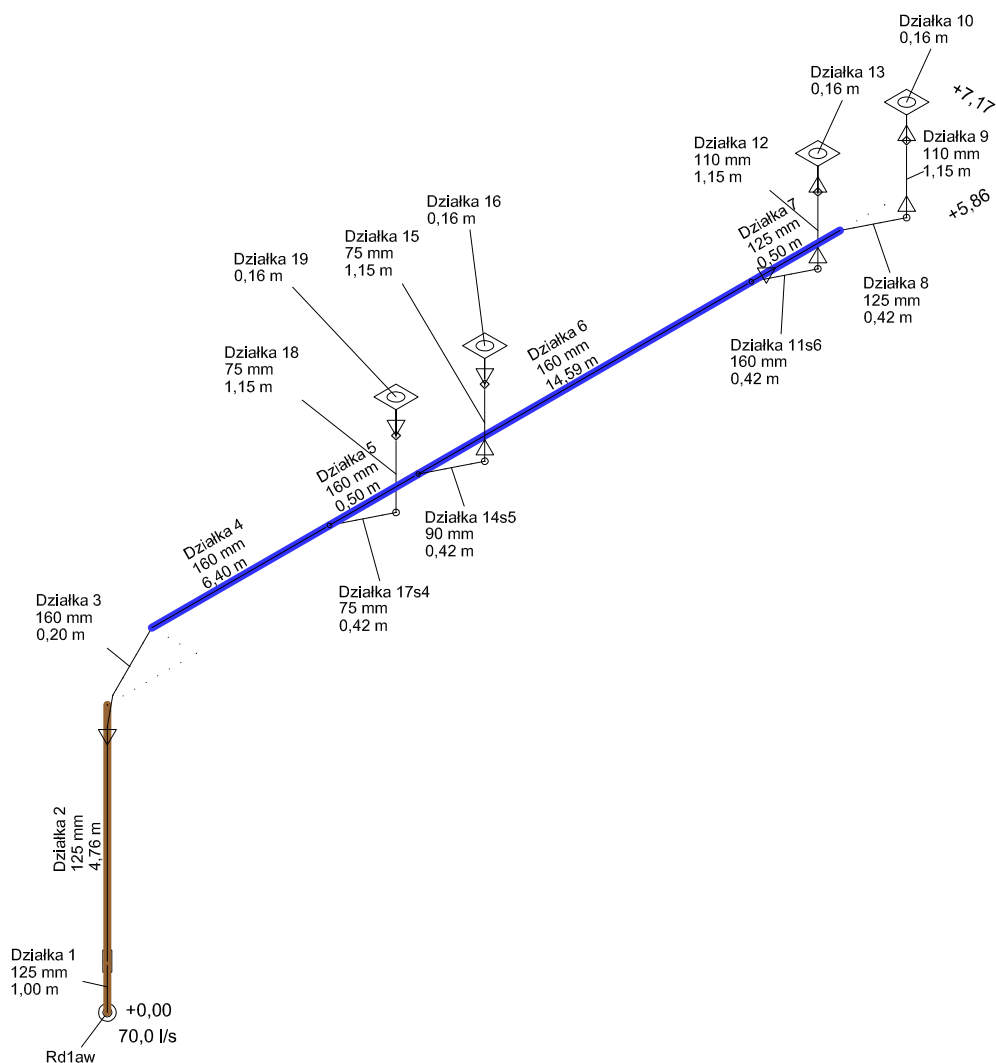 Działka 10
0,16 m
Działka 13
0,16 m
+7,17
Działka 12
110 mm
1,15 m
Działka 9
110 mm
1,15 m
Działka 16
0,16 m
Działka 7
125 mm
0,50 m
+5,86
Działka 15
75 mm
1,15 m
Działka 19
0,16 m
Działka 8
125 mm
0,42 m
Działka 6
160 mm
14,59 m
Działka 11s6
160 mm
0,42 m
Działka 18
75 mm
1,15 m
Działka 5
160 mm
0,50 m
Działka 14s5
90 mm
0,42 m
Działka 4
160 mm
6,40 m
Działka 17s4
75 mm
0,42 m
Działka 3
160 mm
0,20 m
Działka 2
125 mm
4,76 m
Działka 1
125 mm
1,00 m
+0,00
70,0 l/s
Rd1aw